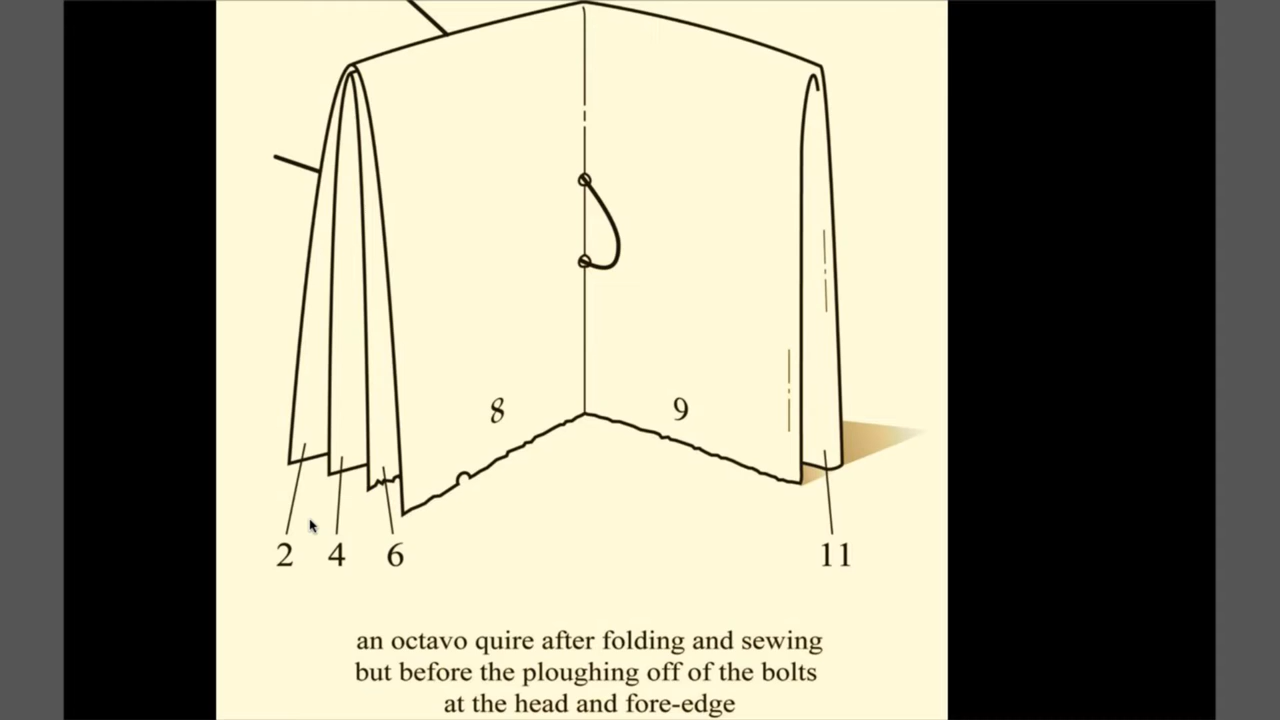 8 9
2 4 6 11
an octavo quire after folding and sewing
but before the ploughing off of the bolts
at the head and fore-edge